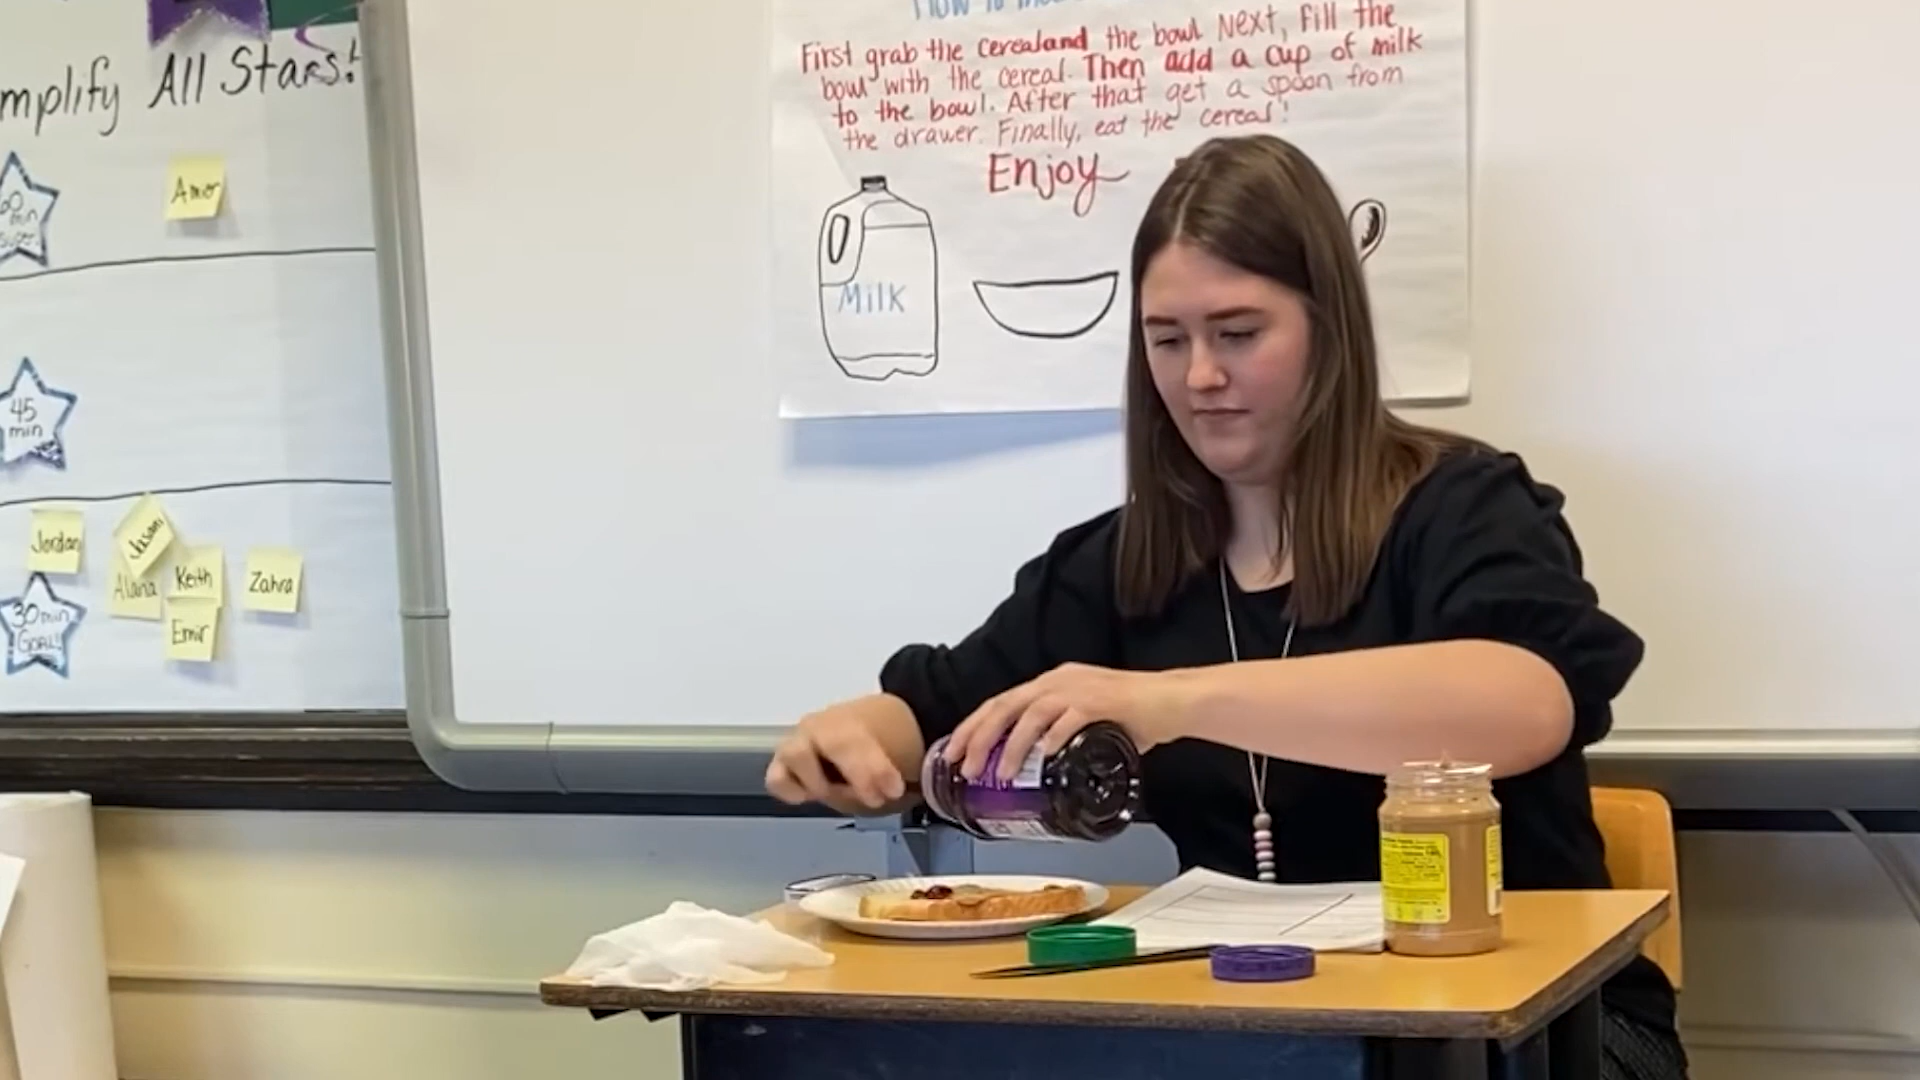 mplify All Stars!
60
min
super
Amor
45
min
Jordan
Jasani
Alana
Keith
Zahra
Emir
30 min
GOAL!!
First grab the cerealand the bowl Next, fill the
bowl with the cereal. Then add a cup of milk
to the bowl. After that get a spoon from
the drawer. Finally, eat the cereal!
Enjoy
Milk